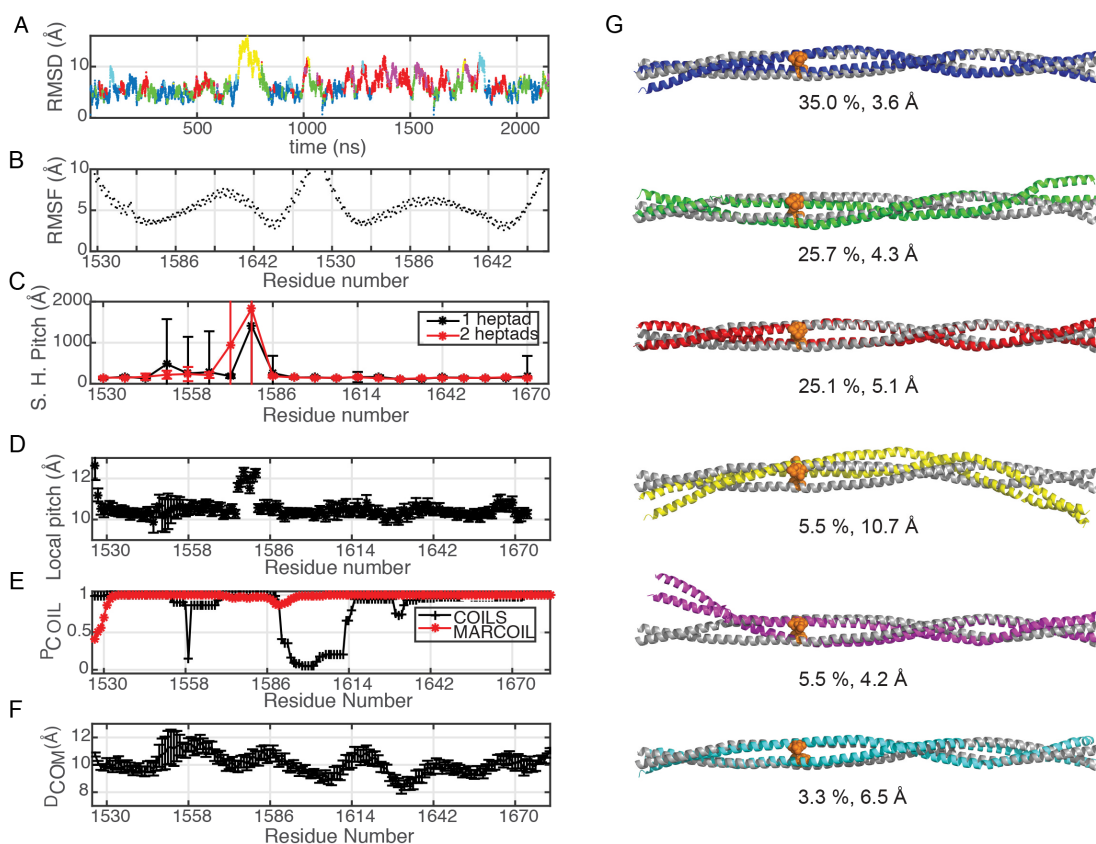 A
RMSD (Å)
10
0
500
1000
1500
2000
time (ns)
B
RMSF (Å)
10
5
0
1530
1586
1642
1530
1586
1642
Residue number
C
S. H. Pitch (Å)
2000
1000
0
1 heptad
2 heptads
1530
1558
1586
1614
1642
1670
Residue number
D
Local pitch (Å)
12
10
1530
1558
1586
1614
1642
1670
Residue number
E
PCOIL
1
0.5
0
COILS
MARCOIL
1530
1558
1586
1614
1642
1670
Residue Number
F
DCOM(Å)
12
10
8
1530
1558
1586
1614
1642
1670
Residue Number
G
35.0 %, 3.6 Å
25.7 %, 4.3 Å
25.1 %, 5.1 Å
5.5 %, 10.7 Å
5.5 %, 4.2 Å
3.3 %, 6.5 Å